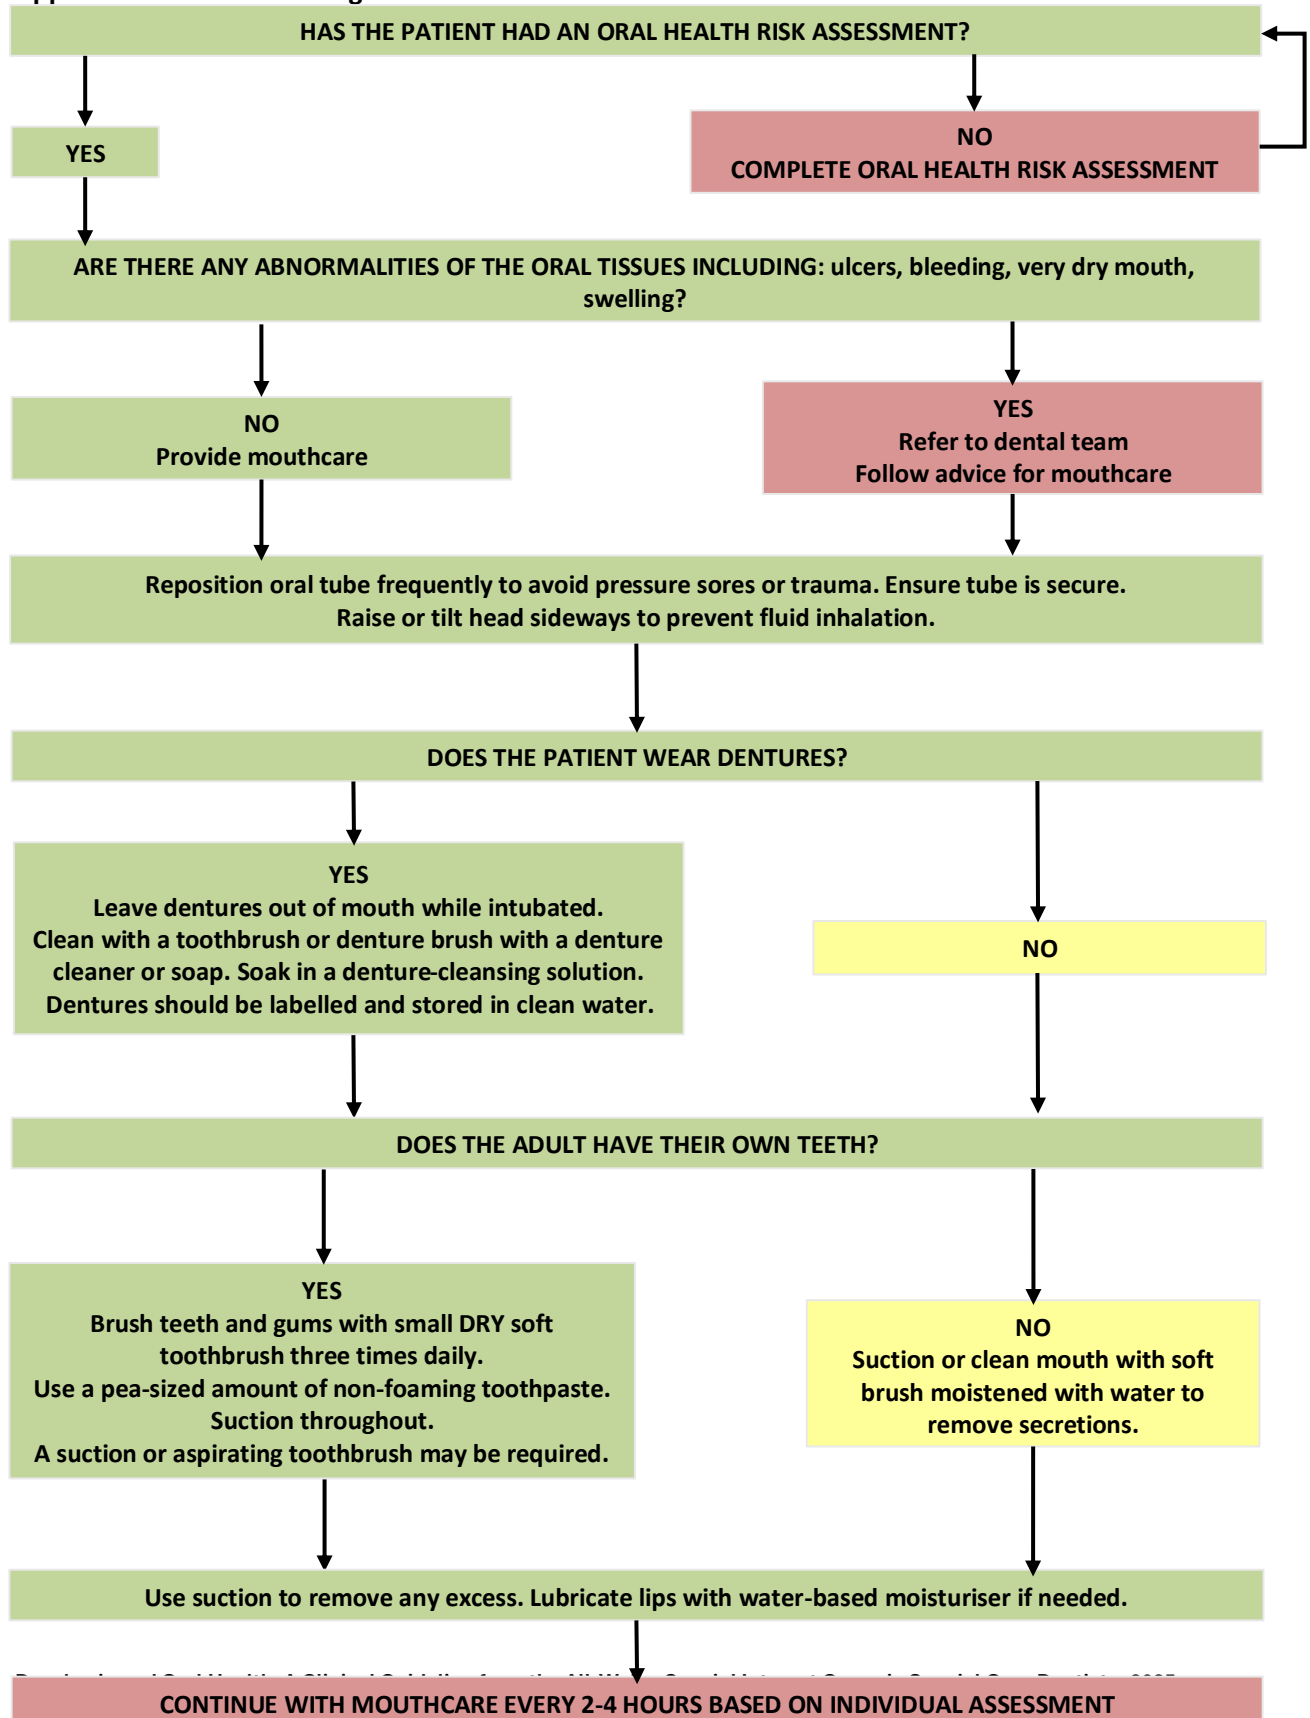 HAS THE PATIENT HAD AN ORAL HEALTH RISK ASSESSMENT?
YES
NO
COMPLETE ORAL HEALTH RISK ASSESSMENT
ARE THERE ANY ABNORMALITIES OF THE ORAL TISSUES INCLUDING: ulcers, bleeding, very dry mouth,
swelling?
NO
Provide mouthcare
YES
Refer to dental team
Follow advice for mouthcare
Reposition oral tube frequently to avoid pressure sores or trauma. Ensure tube is secure.
Raise or tilt head sideways to prevent fluid inhalation.
DOES THE PATIENT WEAR DENTURES?
YES
Leave dentures out of mouth while intubated.
Clean with a toothbrush or denture brush with a denture
cleaner or soap. Soak in a denture-cleansing solution.
Dentures should be labelled and stored in clean water.
NO
DOES THE ADULT HAVE THEIR OWN TEETH?
YES
Brush teeth and gums with small DRY soft
toothbrush three times daily.
Use a pea-sized amount of non-foaming toothpaste.
Suction throughout.
A suction or aspirating toothbrush may be required.
NO
Suction or clean mouth with soft
brush moistened with water to
remove secretions.
Use suction to remove any excess. Lubricate lips with water-based moisturiser if needed.
CONTINUE WITH MOUTHCARE EVERY 2-4 HOURS BASED ON INDIVIDUAL ASSESSMENT